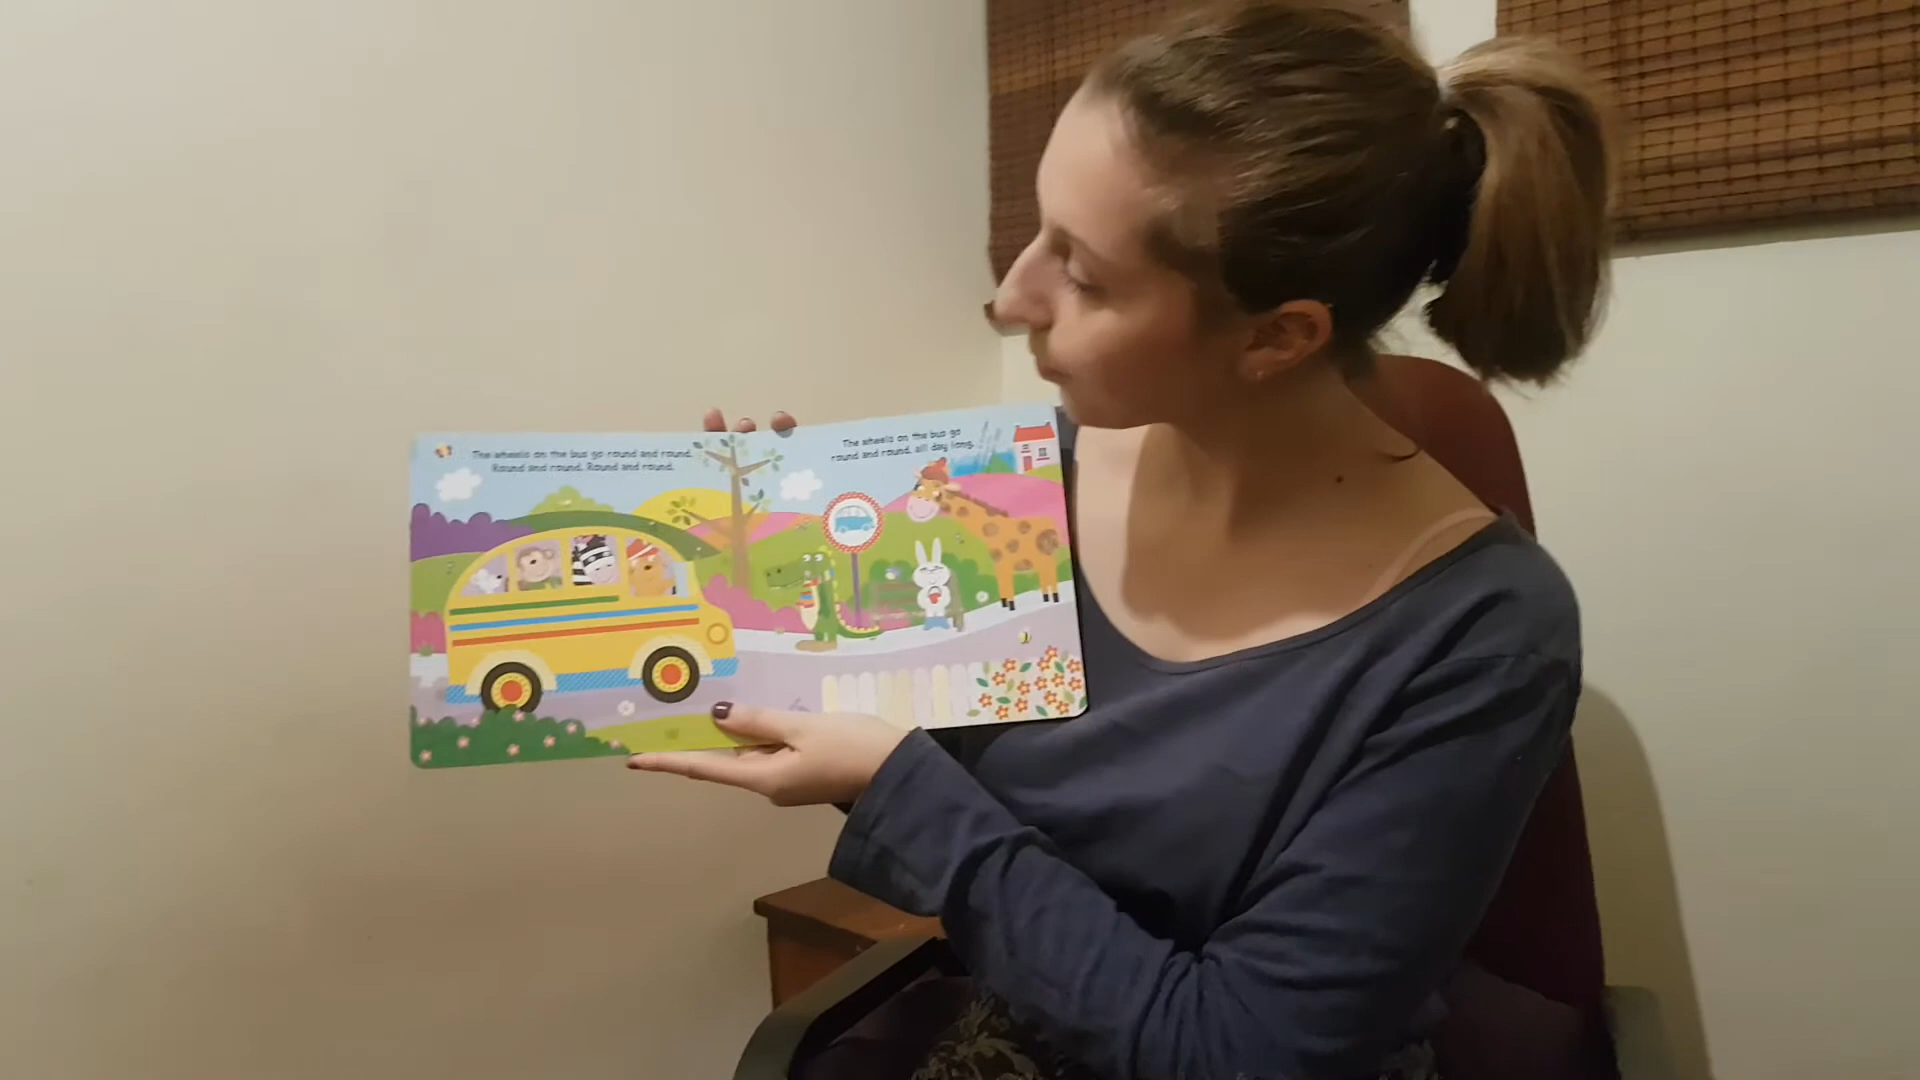 The wheels on the bus go round and round.
Round and round. Round and round.
The wheels on the bus go
round and round, all day long.